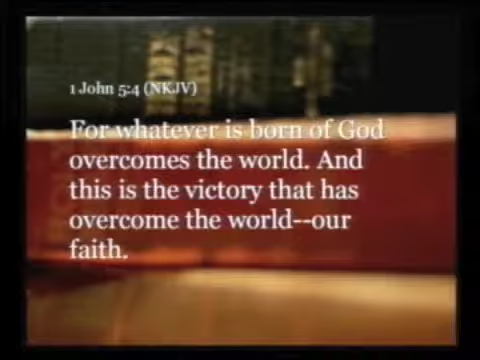 1 John 5:4 (NKJV)
For whatever is born of God
overcomes the world. And
this is the victory that has
overcome the world--our
faith.